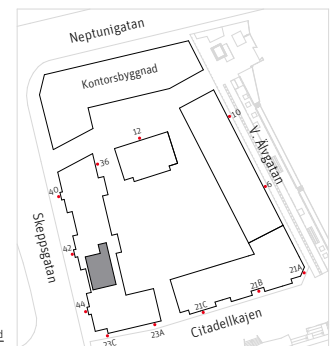 Neptunigatan
Kontorsbyggnad
10
12
36
V. Älvgatan
40
6
Skeppsgatan
42
21A
21B
44
21C
23A
Citadellkajen
23C